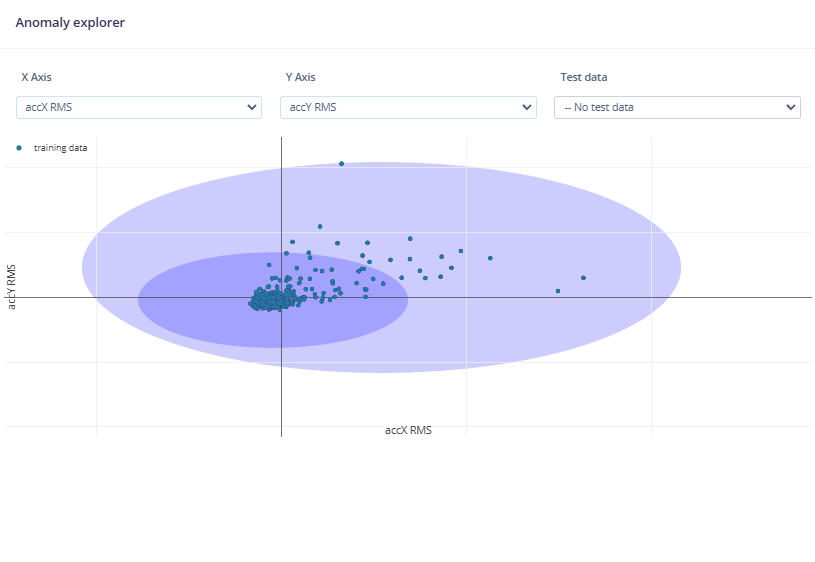 Anomaly explorer
X Axis
Y Axis
Test data
accX RMS
accY RMS
-- No test data
training data
accY RMS
accX RMS